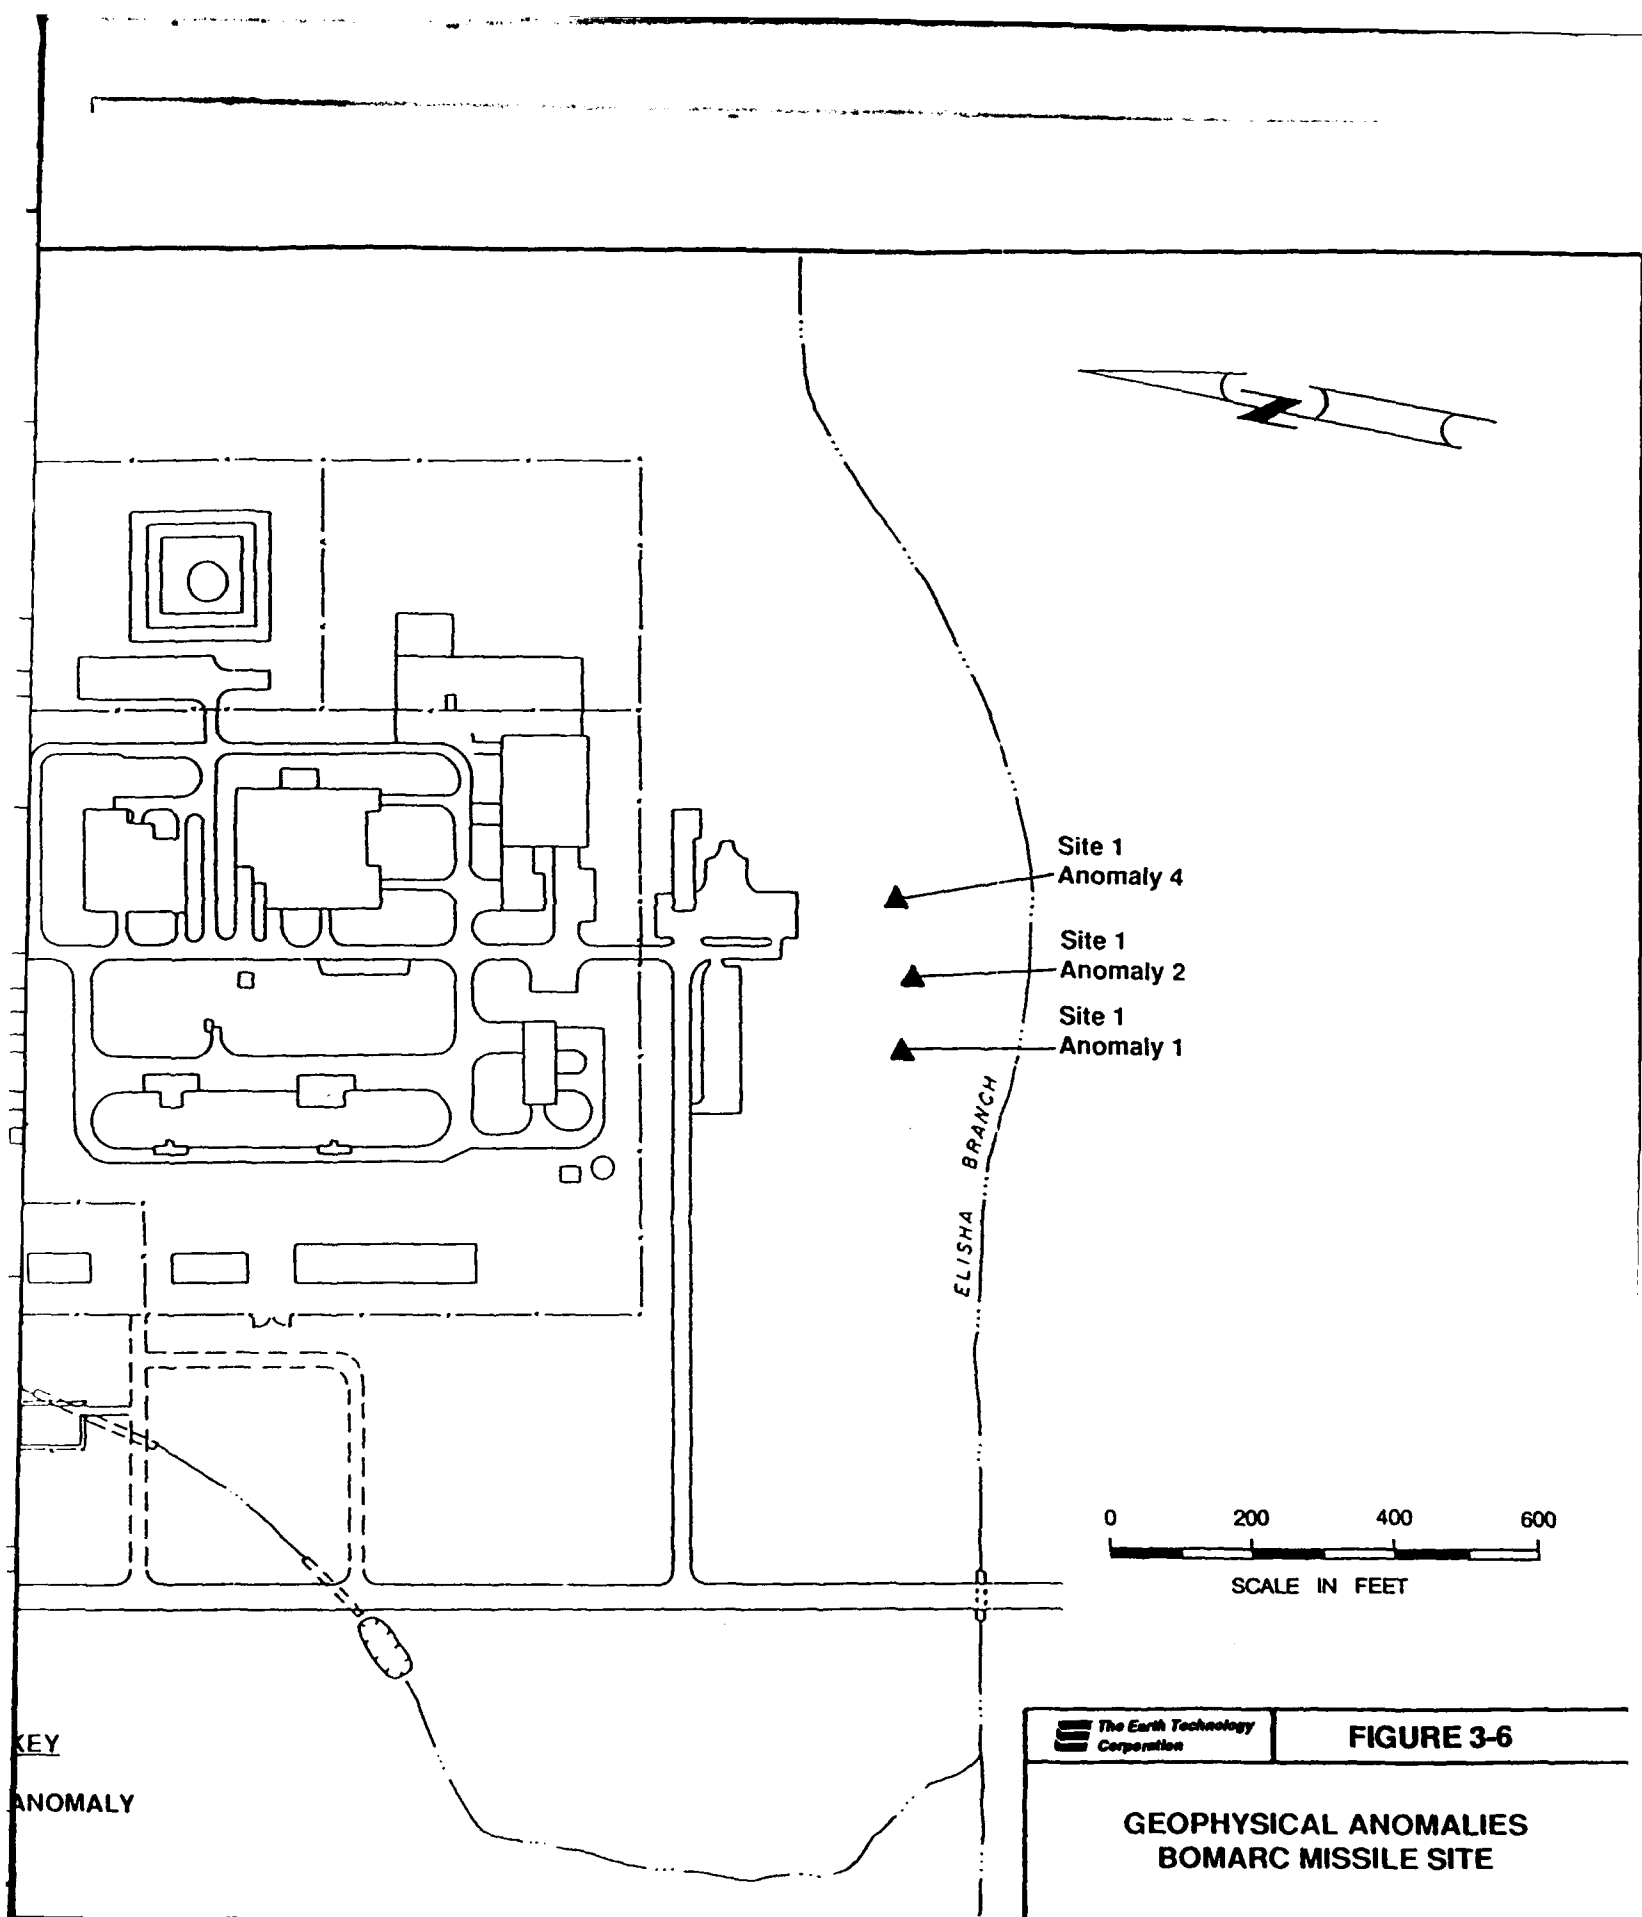 Site 1
Anomaly 4
Site 1
Anomaly 2
Site 1
Anomaly 1
ELISHA BRANCH
0 200 400 600
SCALE IN FEET
KEY
ANOMALY
The Earth Technology
Corporation
FIGURE 3-6
GEOPHYSICAL ANOMALIES
BOMARC MISSILE SITE